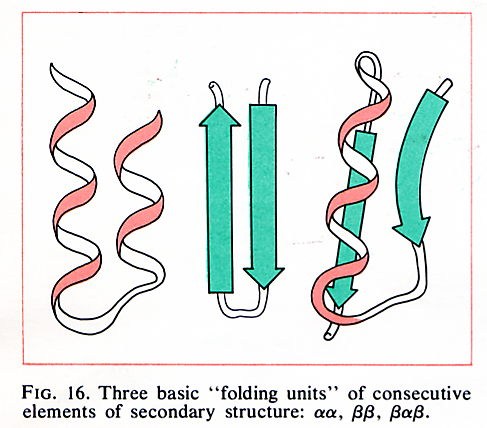 FIG. 16. Three basic “folding units” of consecutive
elements of secondary structure: αα, ββ, βαβ.